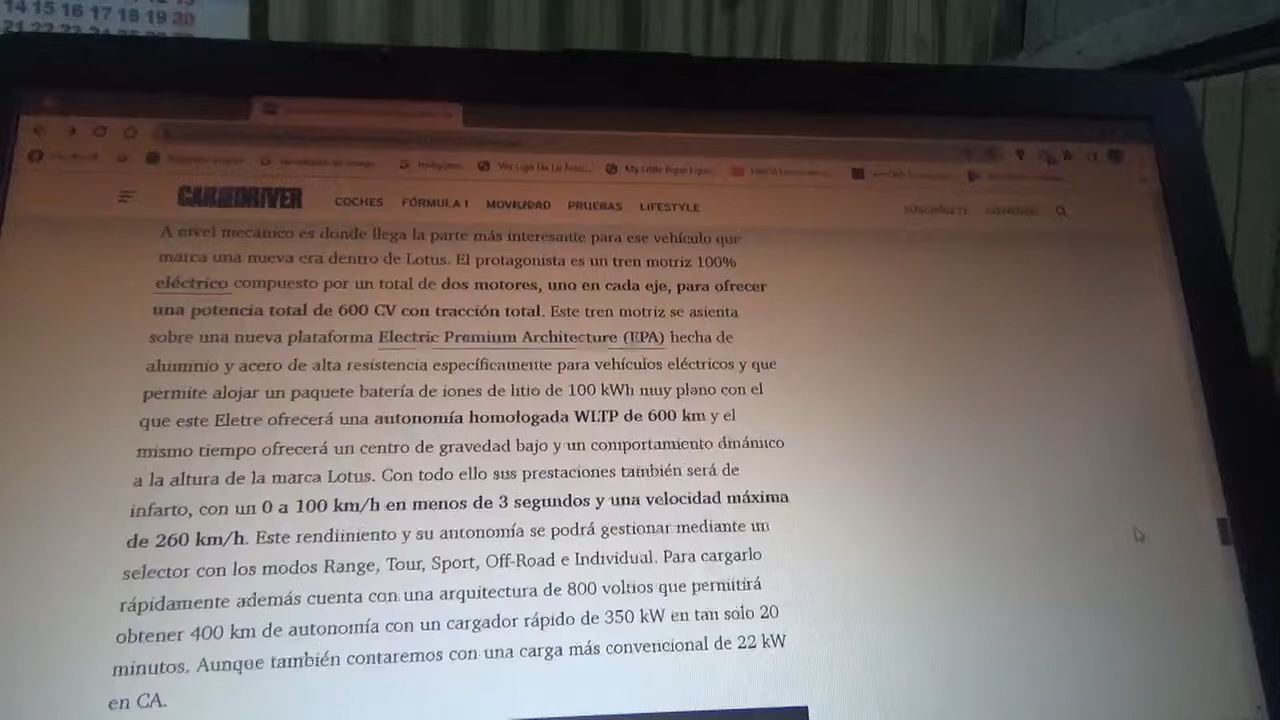 14 15 16 17 18 19 20
CAR AND DRIVER
COCHES FÓRMULA 1 MOVILIDAD PRUEBAS LIFESTYLE
SUSCRÍBETE
A nivel mecánico es donde llega la parte más interesante para ese vehículo que
marca una nueva era dentro de Lotus. El protagonista es un tren motriz 100%
eléctrico compuesto por un total de dos motores, uno en cada eje, para ofrecer
una potencia total de 600 CV con tracción total. Este tren motriz se asienta
sobre una nueva plataforma Electric Premium Architecture (EPA) hecha de
aluminio y acero de alta resistencia específicamente para vehículos eléctricos y que
permite alojar un paquete batería de iones de litio de 100 kWh muy plano con el
que este Eletre ofrecerá una autonomía homologada WLTP de 600 km y el
mismo tiempo ofrecerá un centro de gravedad bajo y un comportamiento dinámico
a la altura de la marca Lotus. Con todo ello sus prestaciones también será de
infarto, con un 0 a 100 km/h en menos de 3 segundos y una velocidad máxima
de 260 km/h. Este rendimiento y su autonomía se podrá gestionar mediante un
selector con los modos Range, Tour, Sport, Off-Road e Individual. Para cargarlo
rápidamente además cuenta con una arquitectura de 800 voltios que permitirá
obtener 400 km de autonomía con un cargador rápido de 350 kW en tan solo 20
minutos. Aunque también contaremos con una carga más convencional de 22 kW
en CA.